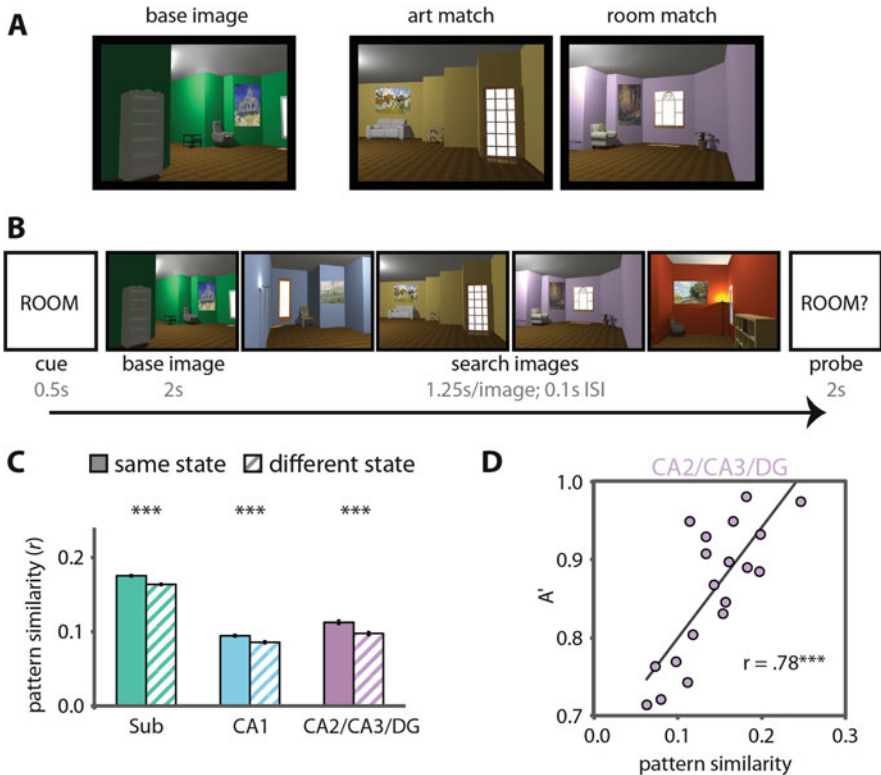 A
base image
art match
room match
B
ROOM
ROOM?
cue
base image
search images
probe
0.5s
2s
1.25s/image; 0.1s ISI
2s
C
same state
different state
***
***
***
pattern similarity (r)
0.2
0.1
0.0
Sub
CA1
CA2/CA3/DG
D
CA2/CA3/DG
A'
1.0
0.9
0.8
0.7
r = .78***
0.0
0.1
0.2
0.3
pattern similarity